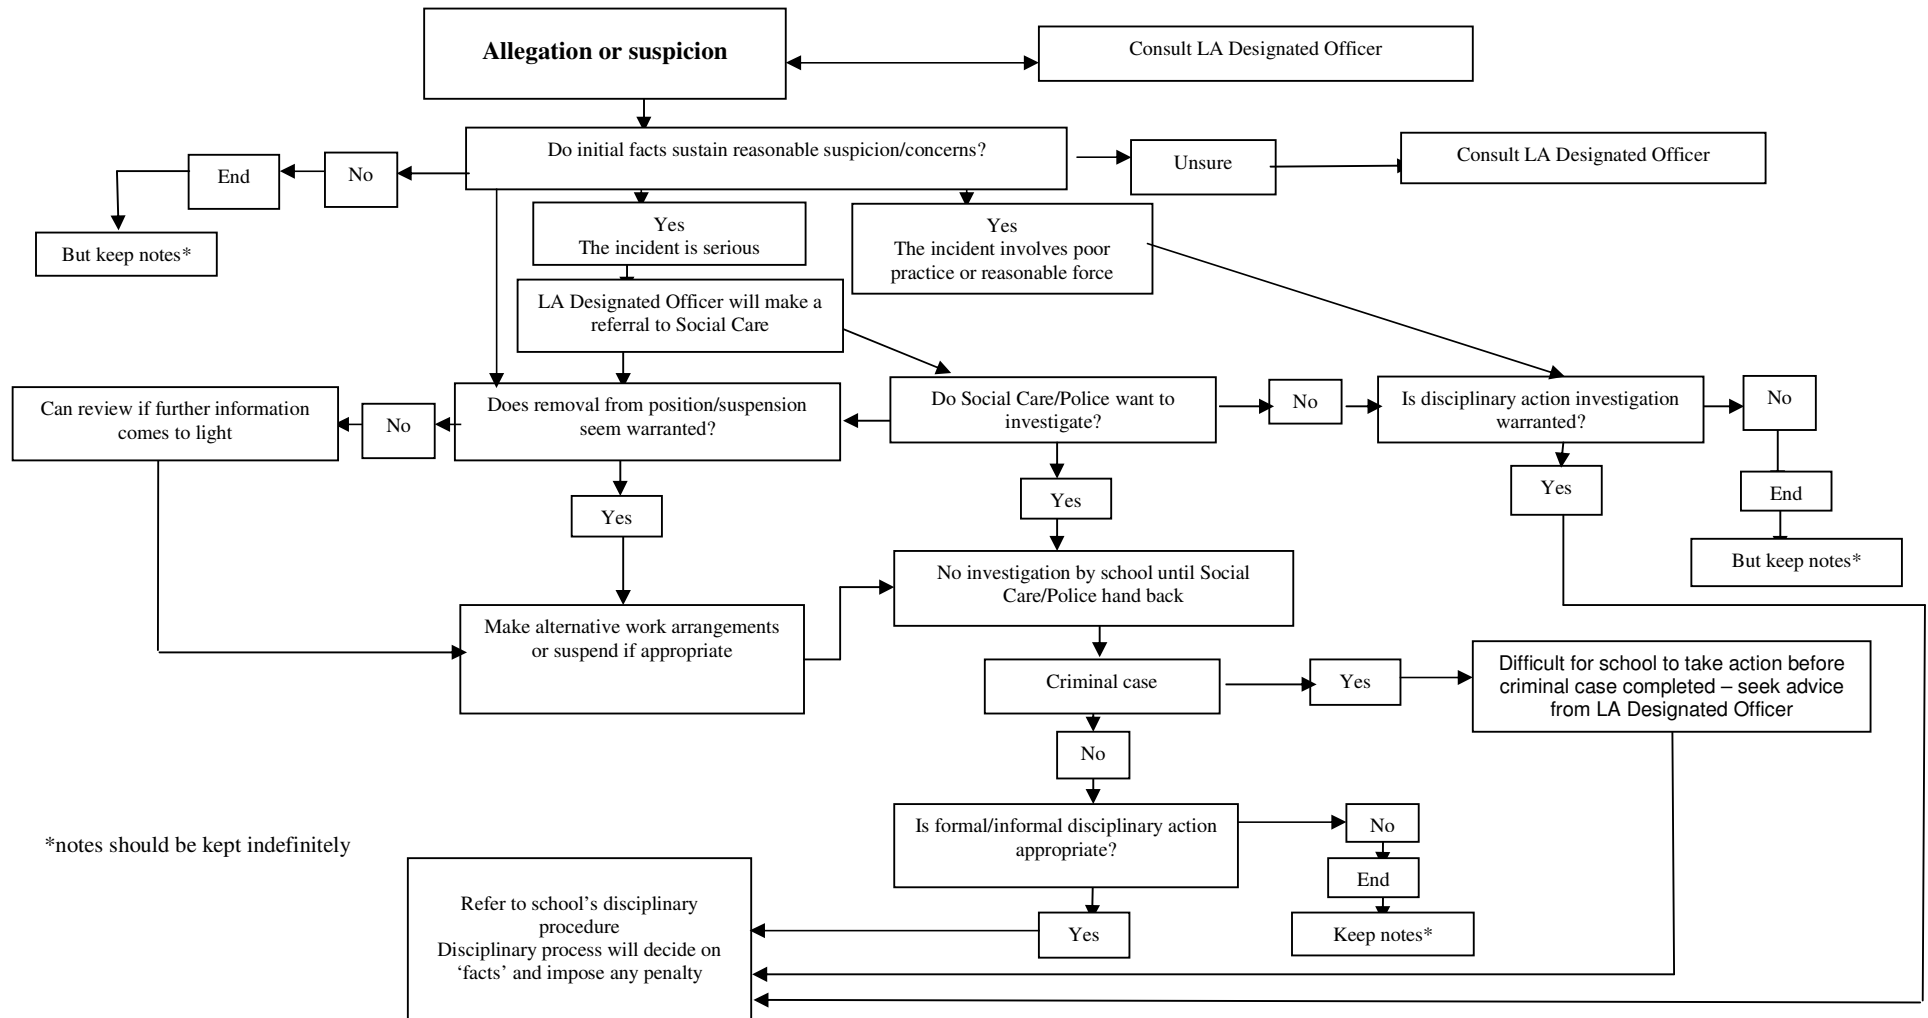 Allegation or suspicion
Consult LA Designated Officer
Do initial facts sustain reasonable suspicion/concerns?
Unsure
Consult LA Designated Officer
No
End
But keep notes*
Yes
The incident is serious
Yes
The incident involves poor
practice or reasonable force
LA Designated Officer will make a
referral to Social Care
Can review if further information
comes to light
No
Does removal from position/suspension
seem warranted?
Do Social Care/Police want to
investigate?
No
Is disciplinary action investigation
warranted?
No
Yes
Yes
Yes
End
But keep notes*
No investigation by school until Social
Care/Police hand back
Make alternative work arrangements
or suspend if appropriate
Criminal case
Yes
Difficult for school to take action before
criminal case completed – seek advice
from LA Designated Officer
No
Is formal/informal disciplinary action
appropriate?
No
End
Keep notes*
Yes
*notes should be kept indefinitely
Refer to school’s disciplinary
procedure
Disciplinary process will decide on
‘facts’ and impose any penalty